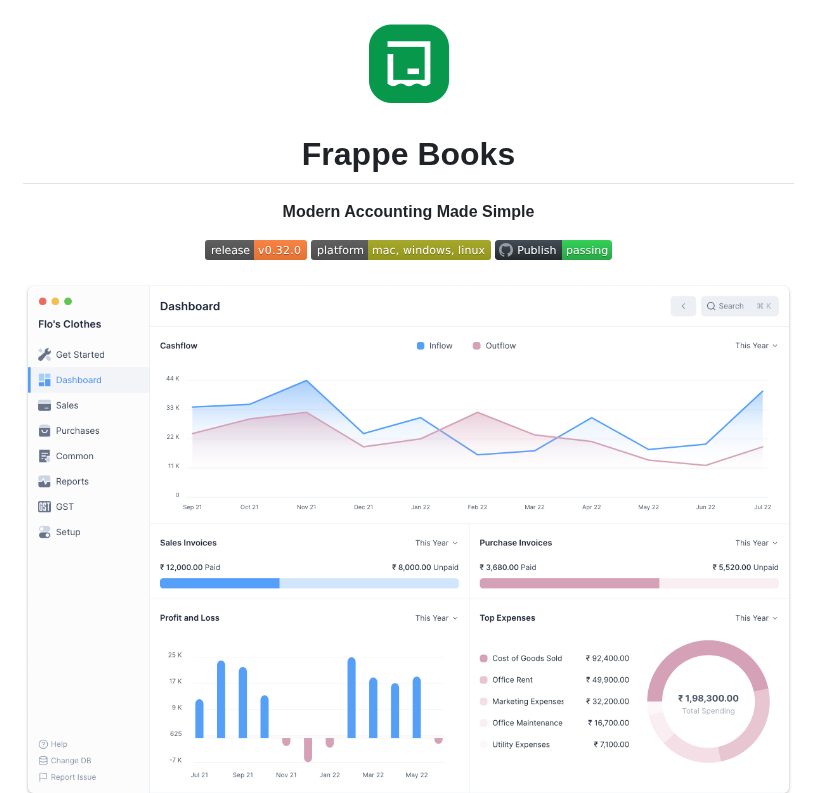 Frappe Books
Modern Accounting Made Simple
release v0.32.0 platform mac, windows, linux Publish passing
Flo's Clothes
Get Started
Dashboard
Sales
Purchases
Common
Reports
GST
Setup
Help
Change DB
Report Issue
Dashboard
Search ⌘ K
Cashflow Inflow Outflow This Year
44 K
33 K
22 K
11 K
0
Sep 21 Oct 21 Nov 21 Dec 21 Jan 22 Feb 22 Mar 22 Apr 22 May 22 Jun 22 Jul 22
Sales Invoices This Year
₹ 12,000.00 Paid ₹ 8,000.00 Unpaid
Purchase Invoices This Year
₹ 3,680.00 Paid ₹ 5,520.00 Unpaid
Profit and Loss This Year
25 K
17 K
9 K
625
-7 K
Jul 21 Sep 21 Nov 21 Jan 22 Mar 22 May 22
Top Expenses This Year
Cost of Goods Sold ₹ 92,400.00
Office Rent ₹ 49,900.00
Marketing Expenses ₹ 32,200.00
Office Maintenance ₹ 16,700.00
Utility Expenses ₹ 7,100.00
₹ 1,98,300.00
Total Spending